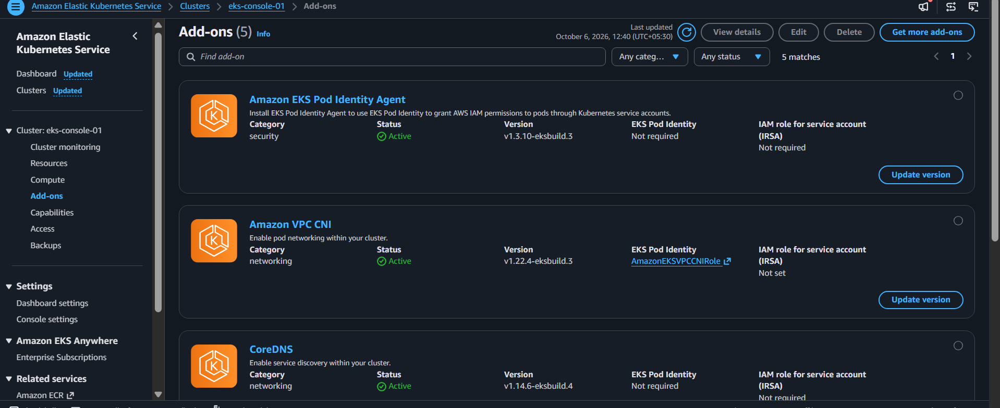 Amazon Elastic Kubernetes Service > Clusters > eks-console-01 > Add-ons
Amazon Elastic
Kubernetes Service
Dashboard Updated
Clusters Updated
Cluster: eks-console-01
Cluster monitoring
Resources
Compute
Add-ons
Capabilities
Access
Backups
Settings
Dashboard settings
Console settings
Amazon EKS Anywhere
Enterprise Subscriptions
Related services
Amazon ECR
Add-ons (5) Info
Last updated
October 6, 2026, 12:40 (UTC+05:30)
View details
Edit
Delete
Get more add-ons
Find add-on
Any categ...
Any status
5 matches
1
Amazon EKS Pod Identity Agent
Install EKS Pod Identity Agent to use EKS Pod Identity to grant AWS IAM permissions to pods through Kubernetes service accounts.
Category
security
Status
Active
Version
v1.3.10-eksbuild.3
EKS Pod Identity
Not required
IAM role for service account
(IRSA)
Not required
Update version
K
Amazon VPC CNI
Enable pod networking within your cluster.
Category
networking
Status
Active
Version
v1.22.4-eksbuild.3
EKS Pod Identity
AmazonEKSVPCCNIRole
IAM role for service account
(IRSA)
Not set
Update version
K
CoreDNS
Enable service discovery within your cluster.
Category
networking
Status
Active
Version
v1.14.6-eksbuild.4
EKS Pod Identity
Not required
IAM role for service account
(IRSA)
Not required
K